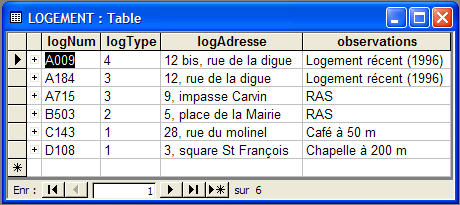 LOGEMENT : Table
logNum logType logAdresse observations
A009 4 12 bis, rue de la digue Logement récent (1996)
A184 3 12, rue de la digue Logement récent (1996)
A715 3 9, impasse Carvin RAS
B503 2 5, place de la Mairie RAS
C143 1 28, rue du molinel Café à 50 m
D108 1 3, square St François Chapelle à 200 m
Enr : 1 sur 6